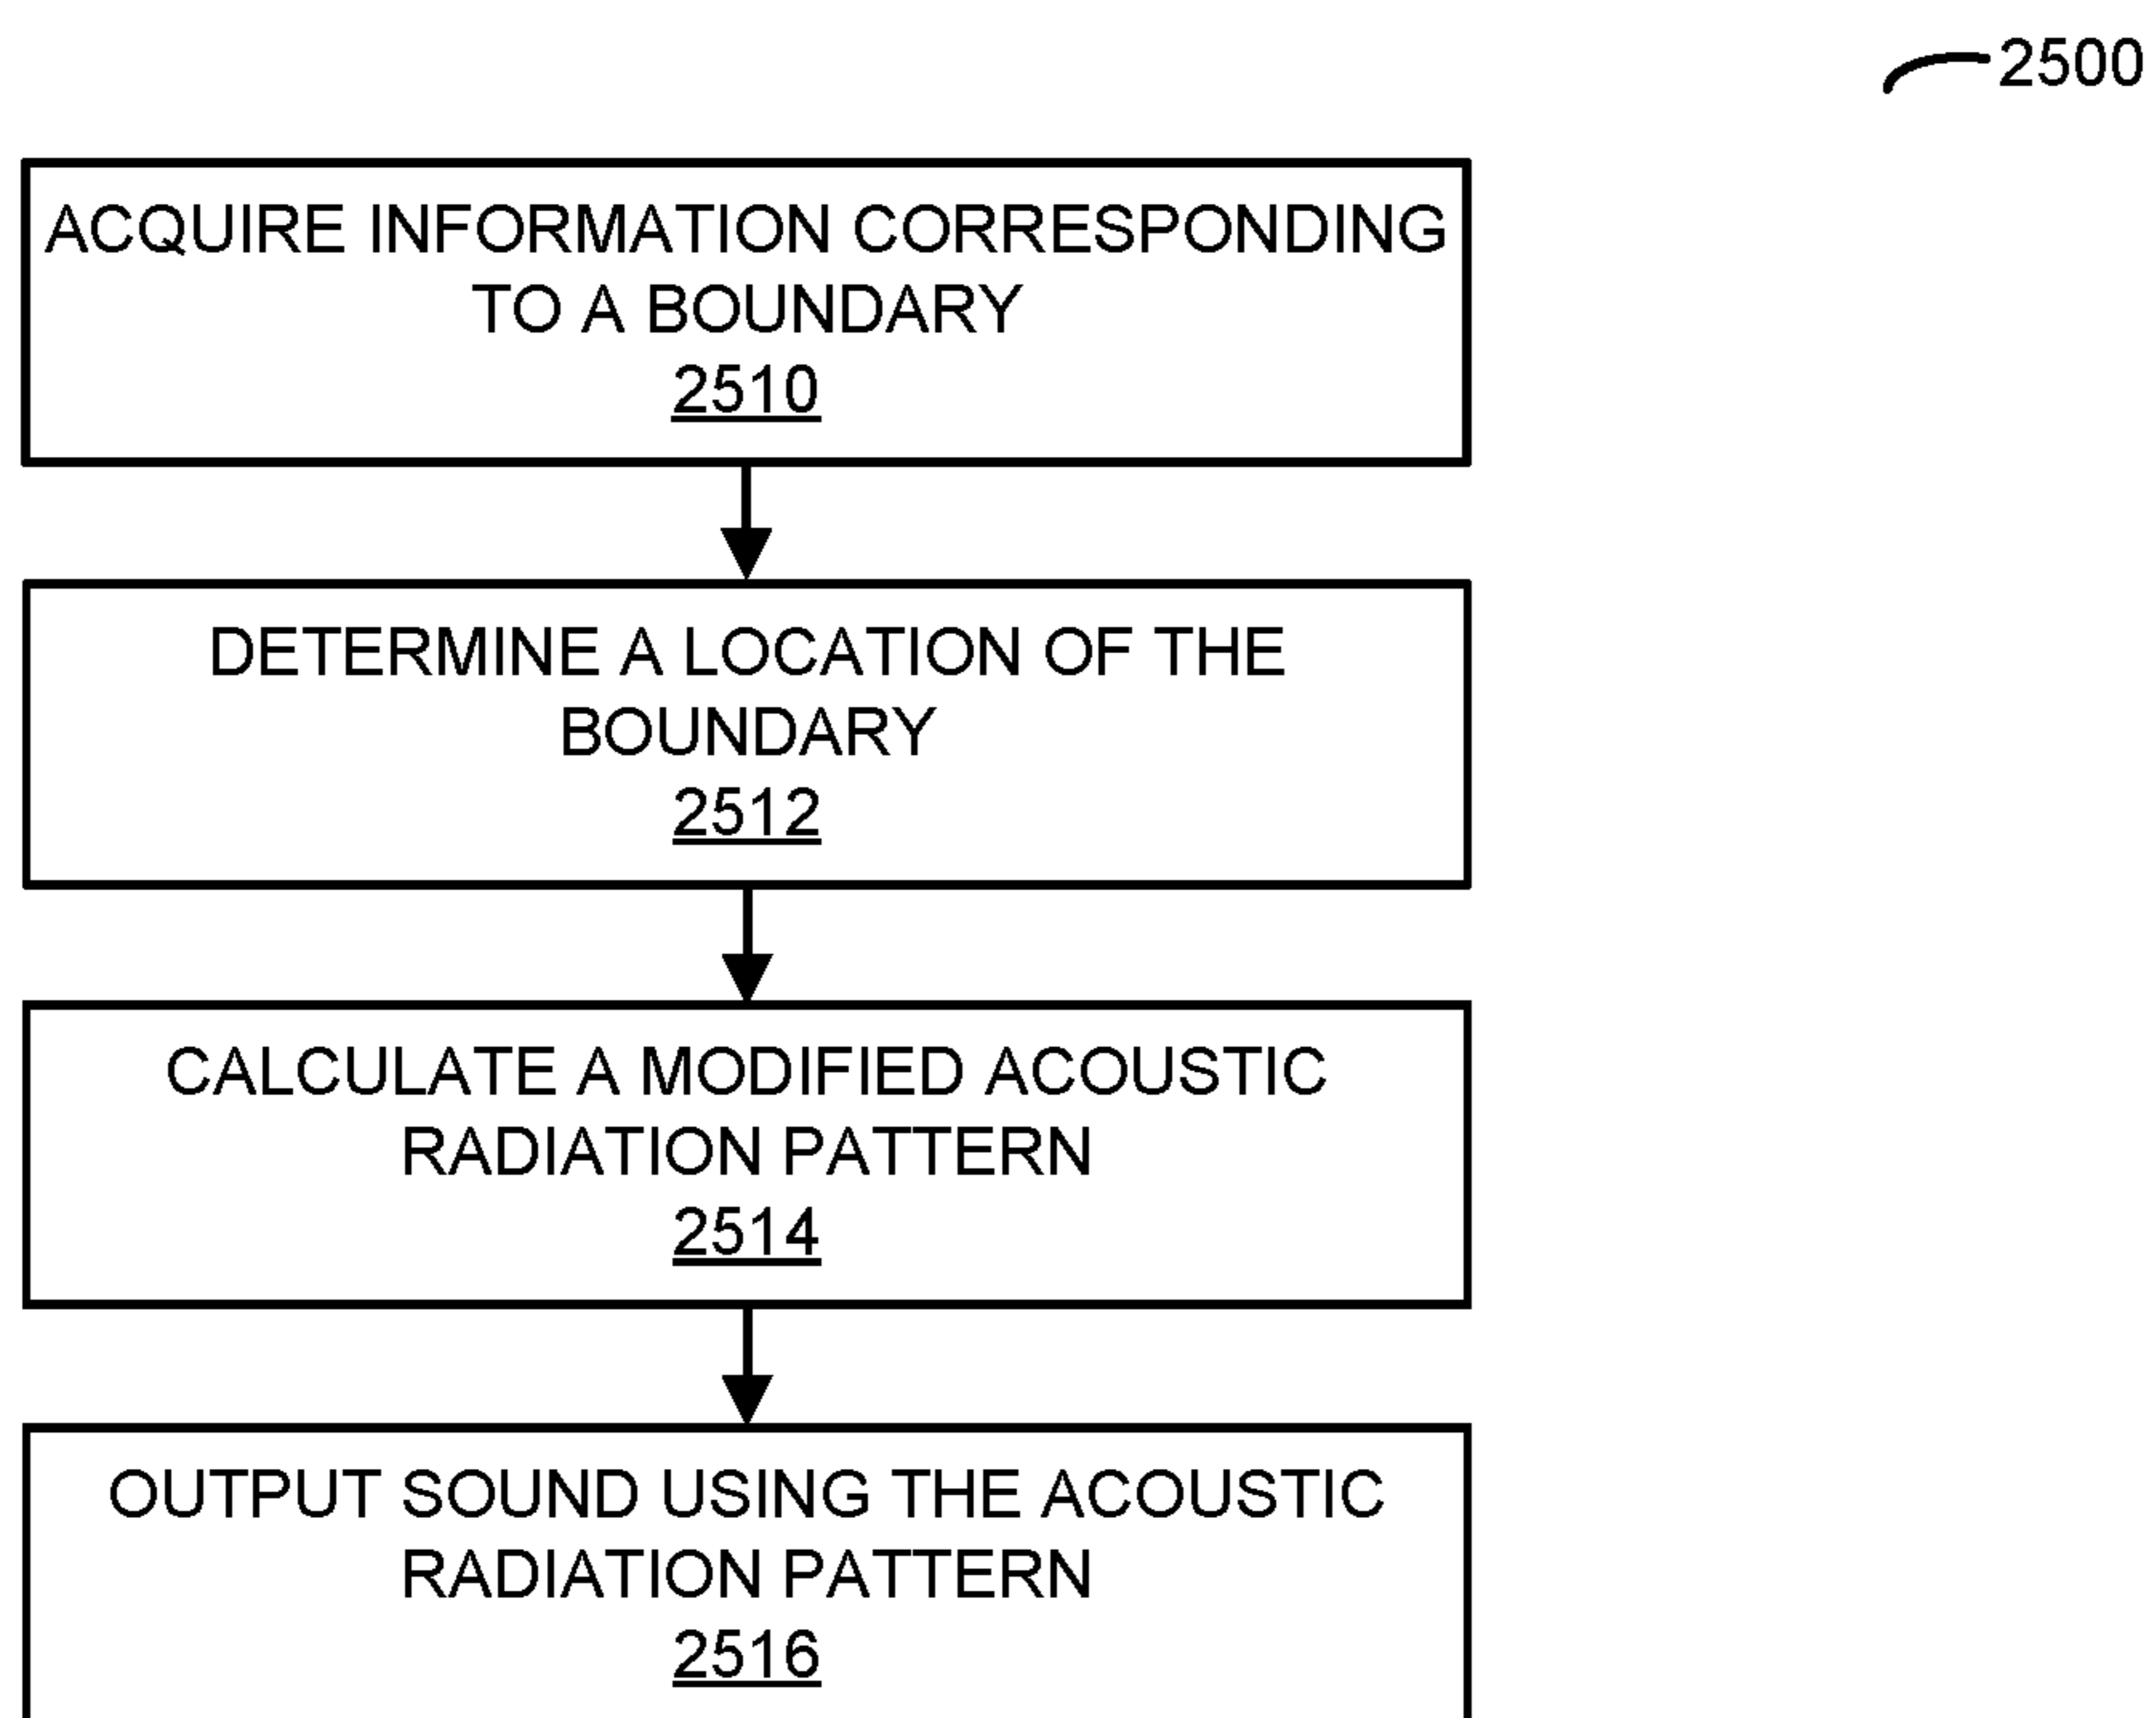 2500
ACQUIRE INFORMATION CORRESPONDING
TO A BOUNDARY
2510
DETERMINE A LOCATION OF THE
BOUNDARY
2512
CALCULATE A MODIFIED ACOUSTIC
RADIATION PATTERN
2514
OUTPUT SOUND USING THE ACOUSTIC
RADIATION PATTERN
2516